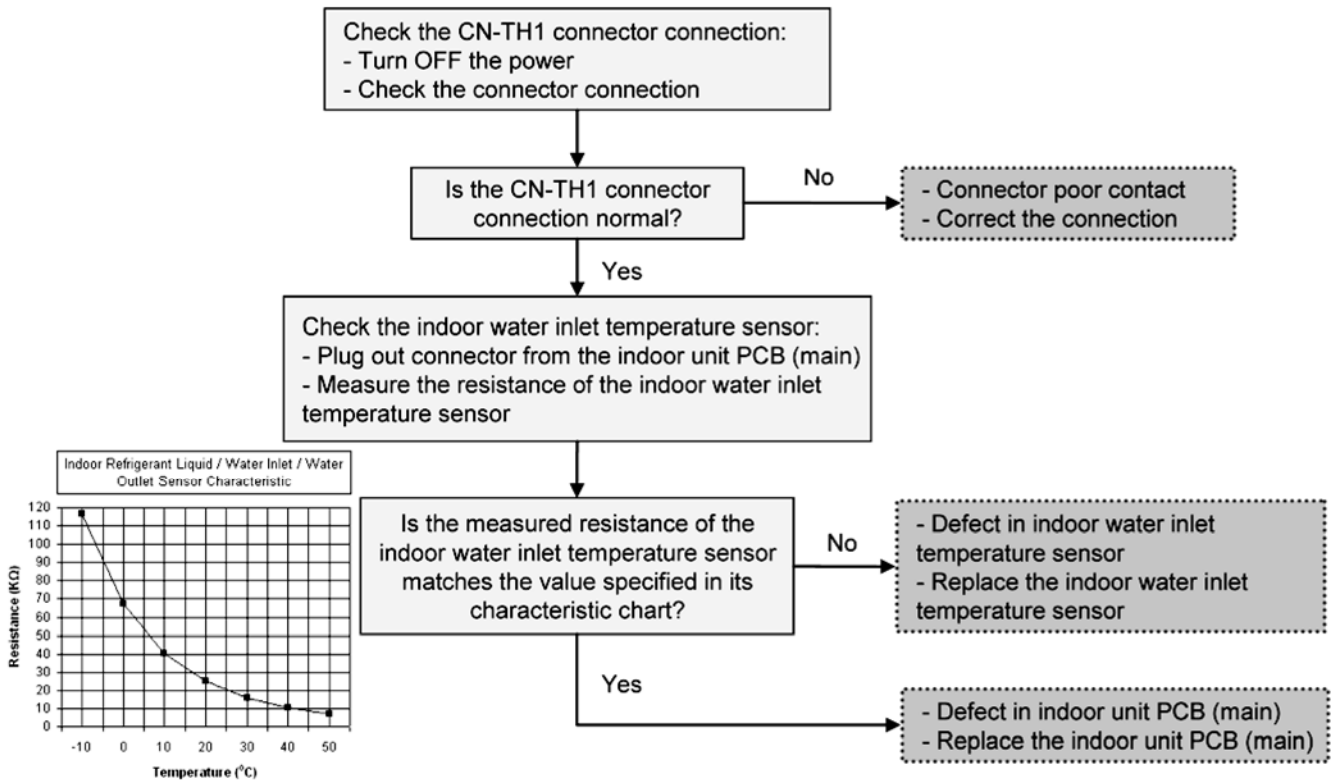 Check the CN-TH1 connector connection:
- Turn OFF the power
- Check the connector connection
Is the CN-TH1 connector
connection normal?
No
- Connector poor contact
- Correct the connection
Yes
Check the indoor water inlet temperature sensor:
- Plug out connector from the indoor unit PCB (main)
- Measure the resistance of the indoor water inlet
temperature sensor
Indoor Refrigerant Liquid / Water Inlet / Water
Outlet Sensor Characteristic
Resistance (KΩ)
120
110
100
90
80
70
60
50
40
30
20
10
0
-10 0 10 20 30 40 50
Temperature (⁰C)
Is the measured resistance of the
indoor water inlet temperature sensor
matches the value specified in its
characteristic chart?
No
- Defect in indoor water inlet
temperature sensor
- Replace the indoor water inlet
temperature sensor
Yes
- Defect in indoor unit PCB (main)
- Replace the indoor unit PCB (main)